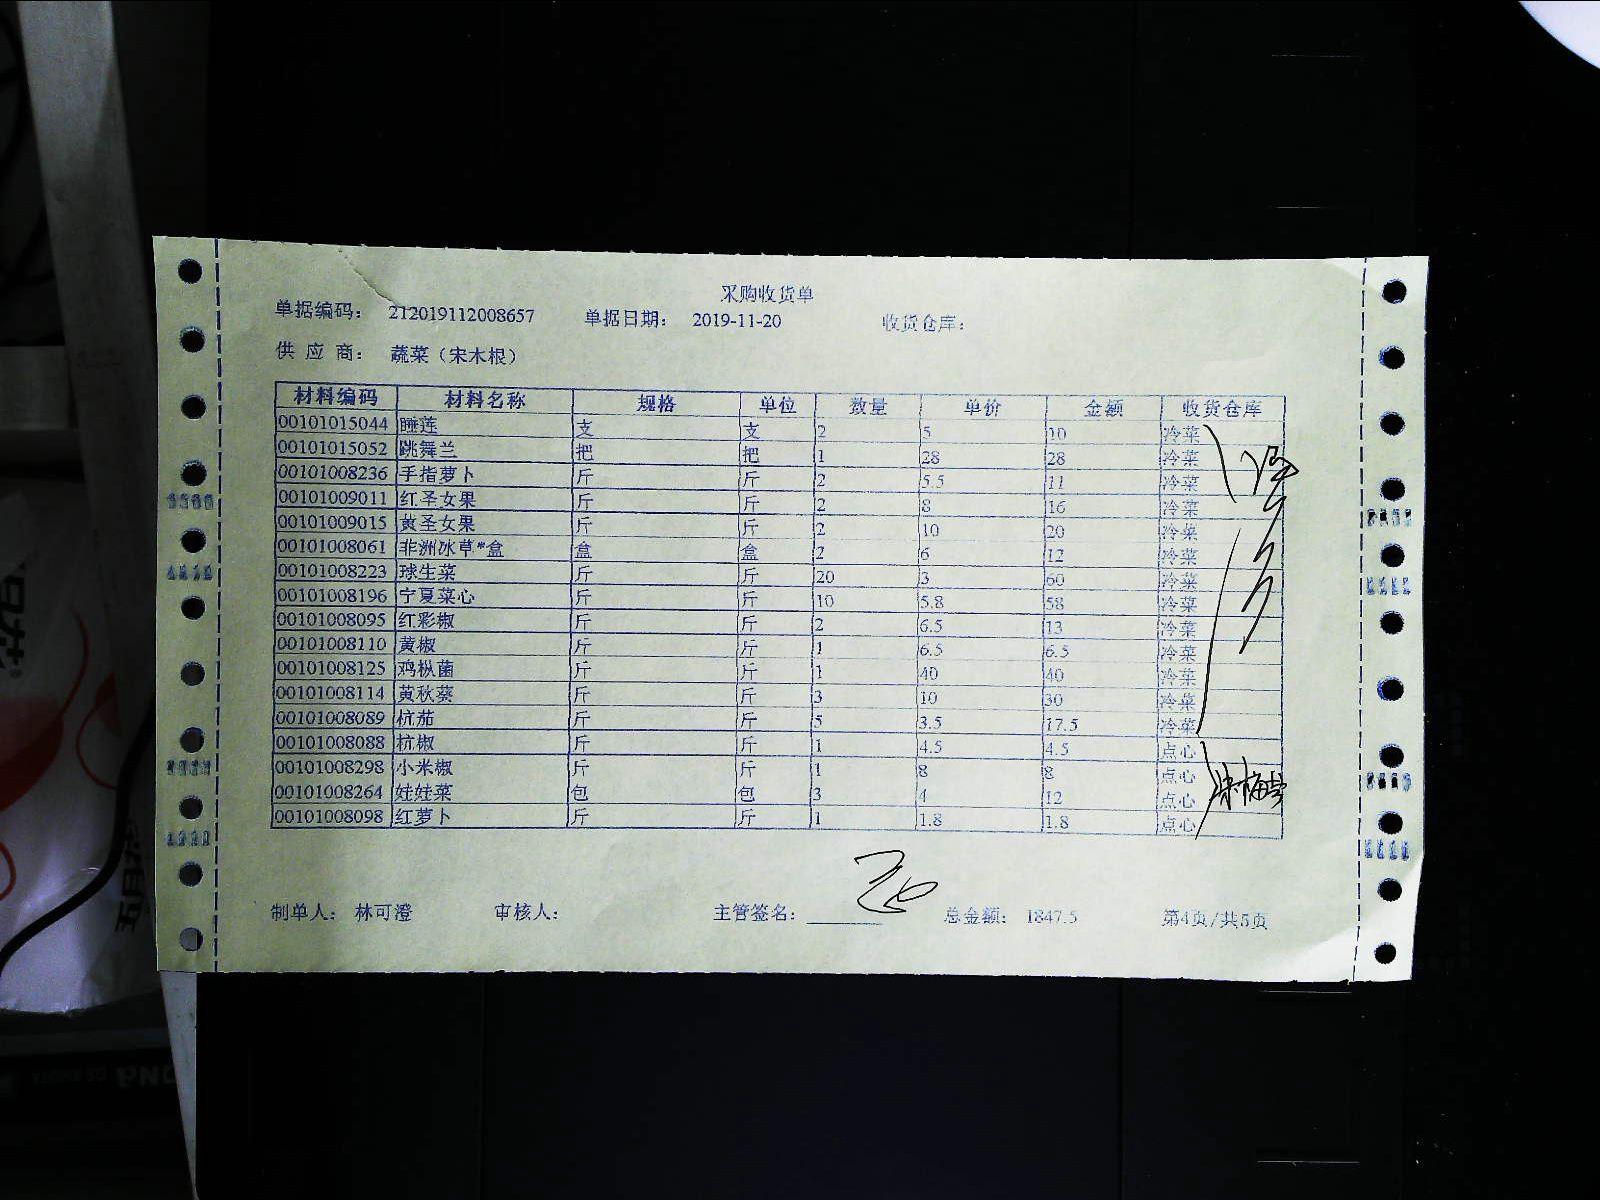 采购收货单
单据编码： 212019112008657 单据日期： 2019-11-20 收货仓库：
供 应 商： 蔬菜（宋木根）
材料编码 材料名称 规格 单位 数量 单价 金额 收货仓库
00101015044 睡莲 支 支 2 5 10 冷菜
00101015052 跳舞兰 把 把 1 28 28 冷菜
00101008236 手指萝卜 斤 斤 2 5.5 11 冷菜
00101009011 红圣女果 斤 斤 2 8 16 冷菜
00101009015 黄圣女果 斤 斤 2 10 20 冷菜
00101008061 非洲冰草*盒 盒 盒 2 6 12 冷菜
00101008223 球生菜 斤 斤 20 3 60 冷菜
00101008196 宁夏菜心 斤 斤 10 5.8 58 冷菜
00101008095 红彩椒 斤 斤 2 6.5 13 冷菜
00101008110 黄椒 斤 斤 1 6.5 6.5 冷菜
00101008125 鸡枞菌 斤 斤 1 40 40 冷菜
00101008114 黄秋葵 斤 斤 3 10 30 冷菜
00101008089 杭茄 斤 斤 5 3.5 17.5 冷菜
00101008088 杭椒 斤 斤 1 4.5 4.5 点心
00101008298 小米椒 斤 斤 1 8 8 点心
00101008264 娃娃菜 包 包 3 4 12 点心
00101008098 红萝卜 斤 斤 1 1.8 1.8 点心
制单人： 林可澄 审核人： 主管签名： 总金额： 1847.5 第4页/共5页